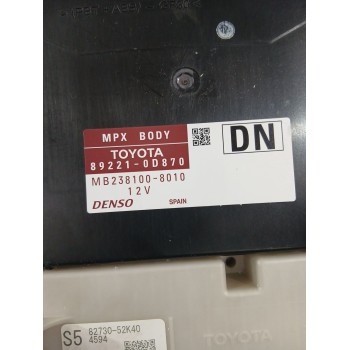 MPX BODY
TOYOTA
89221-0D870
DN
MB238100-8010
12V
DENSO SPAIN
S5
82730-52K40
4594
TOYOTA